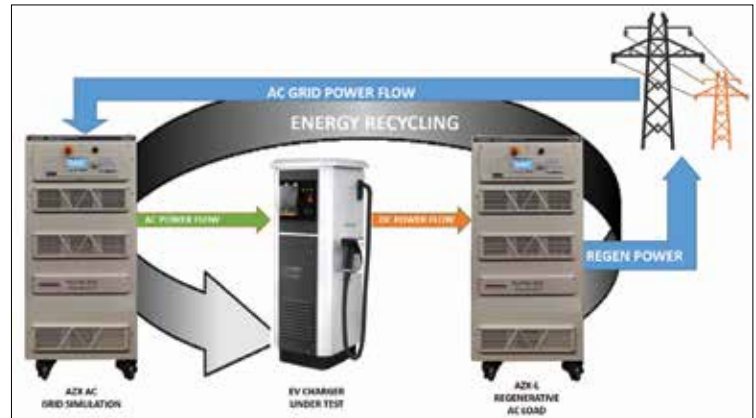 AC GRID POWER FLOW
ENERGY RECYCLING
AC POWER FLOW
DC POWER FLOW
REGEN POWER
AZX AC
GRID SIMULATION
EV CHARGER
UNDER TEST
AZX-L
REGENERATIVE
AC LOAD